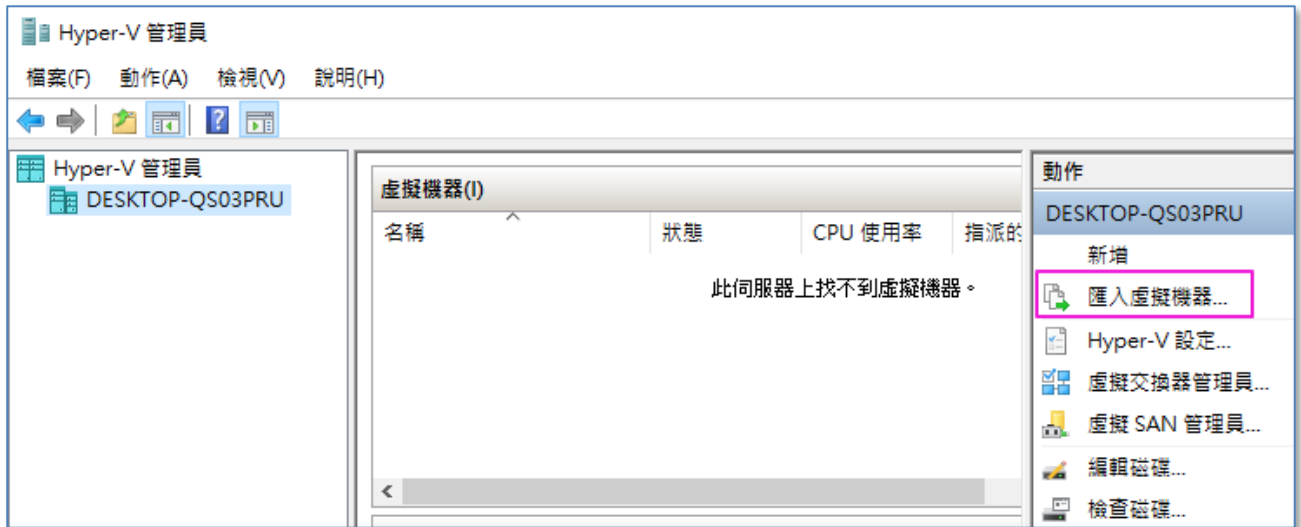 Hyper-V 管理員
檔案(F) 動作(A) 檢視(V) 說明(H)
Hyper-V 管理員
DESKTOP-QS03PRU
虛擬機器(I)
名稱 狀態 CPU 使用率 指派的
此伺服器上找不到虛擬機器。
動作
DESKTOP-QS03PRU
新增
匯入虛擬機器...
Hyper-V 設定...
虛擬交換器管理員...
虛擬 SAN 管理員...
編輯磁碟...
檢查磁碟...